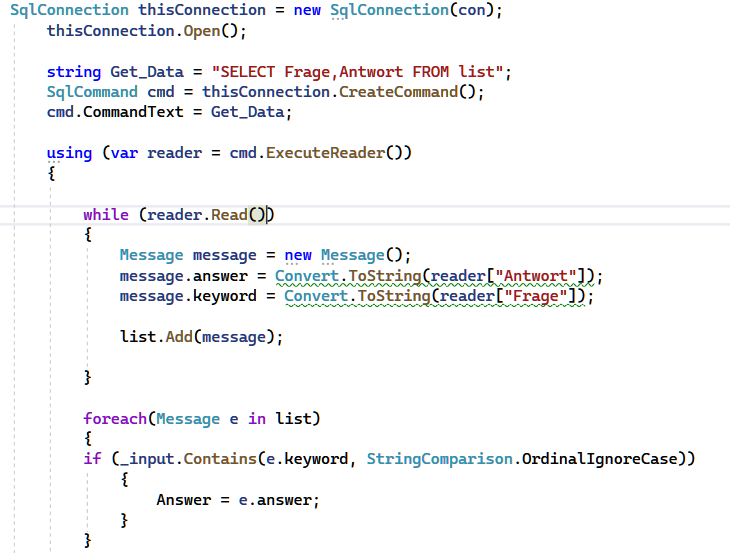 SqlConnection thisConnection = new SqlConnection(con);
thisConnection.Open();
string Get_Data = "SELECT Frage,Antwort FROM list";
SqlCommand cmd = thisConnection.CreateCommand();
cmd.CommandText = Get_Data;
using (var reader = cmd.ExecuteReader())
{
while (reader.Read())
{
Message message = new Message();
message.answer = Convert.ToString(reader["Antwort"]);
message.keyword = Convert.ToString(reader["Frage"]);
list.Add(message);
}
foreach(Message e in list)
{
if (_input.Contains(e.keyword, StringComparison.OrdinalIgnoreCase))
{
Answer = e.answer;
}
}